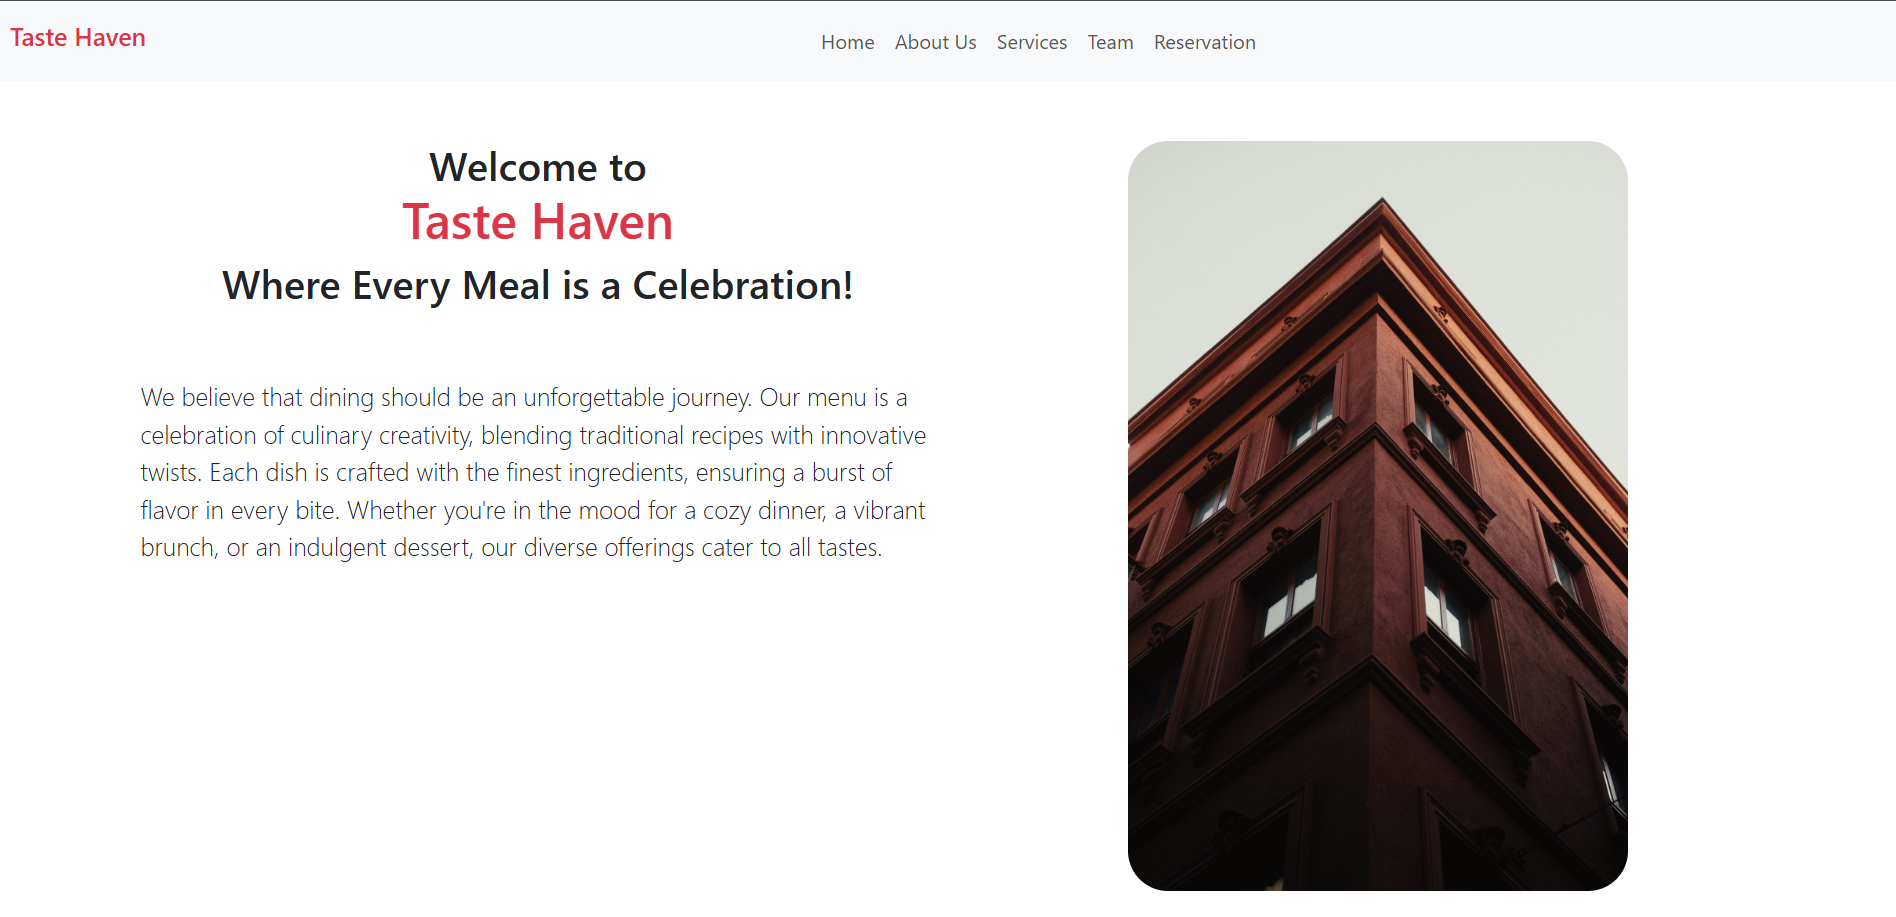 Taste Haven
Home About Us Services Team Reservation
Welcome to
Taste Haven
Where Every Meal is a Celebration!
We believe that dining should be an unforgettable journey. Our menu is a
celebration of culinary creativity, blending traditional recipes with innovative
twists. Each dish is crafted with the finest ingredients, ensuring a burst of
flavor in every bite. Whether you're in the mood for a cozy dinner, a vibrant
brunch, or an indulgent dessert, our diverse offerings cater to all tastes.